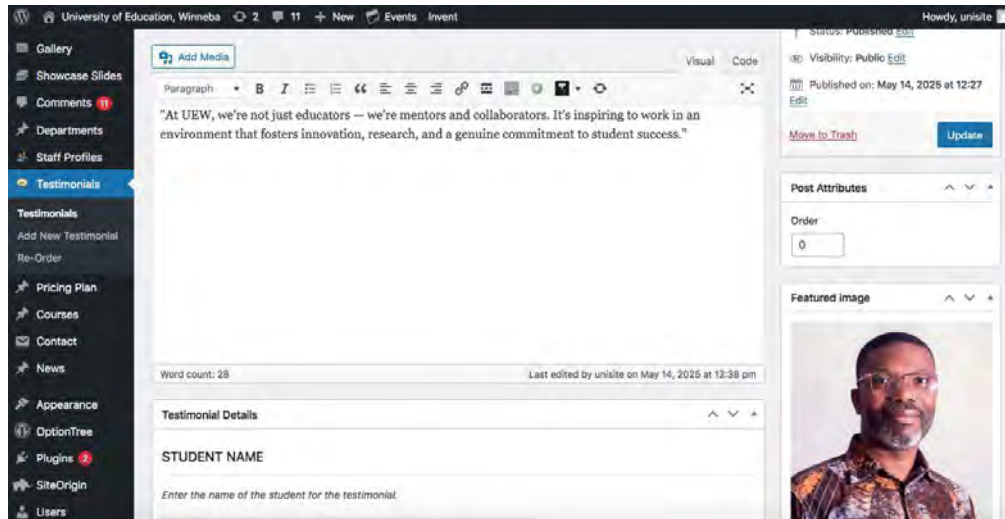 University of Education, Winneba 2 11 New Events Invent Howdy, unisite
Gallery
Showcase Slides
Comments 11
Departments
Staff Profiles
Testimonials
Testimonials
Add New Testimonial
Re-Order
Pricing Plan
Courses
Contact
News
Appearance
OptionTree
Plugins 2
SiteOrigin
Users
Add Media
Visual Code
Paragraph B I
"At UEW, we're not just educators — we're mentors and collaborators. It's inspiring to work in an
environment that fosters innovation, research, and a genuine commitment to student success."
Word count: 28 Last edited by unisite on May 14, 2025 at 12:38 pm
Testimonial Details
STUDENT NAME
Enter the name of the student for the testimonial.
Status: Published Edit
Visibility: Public Edit
Published on: May 14, 2025 at 12:27
Edit
Move to Trash Update
Post Attributes
Order
0
Featured image